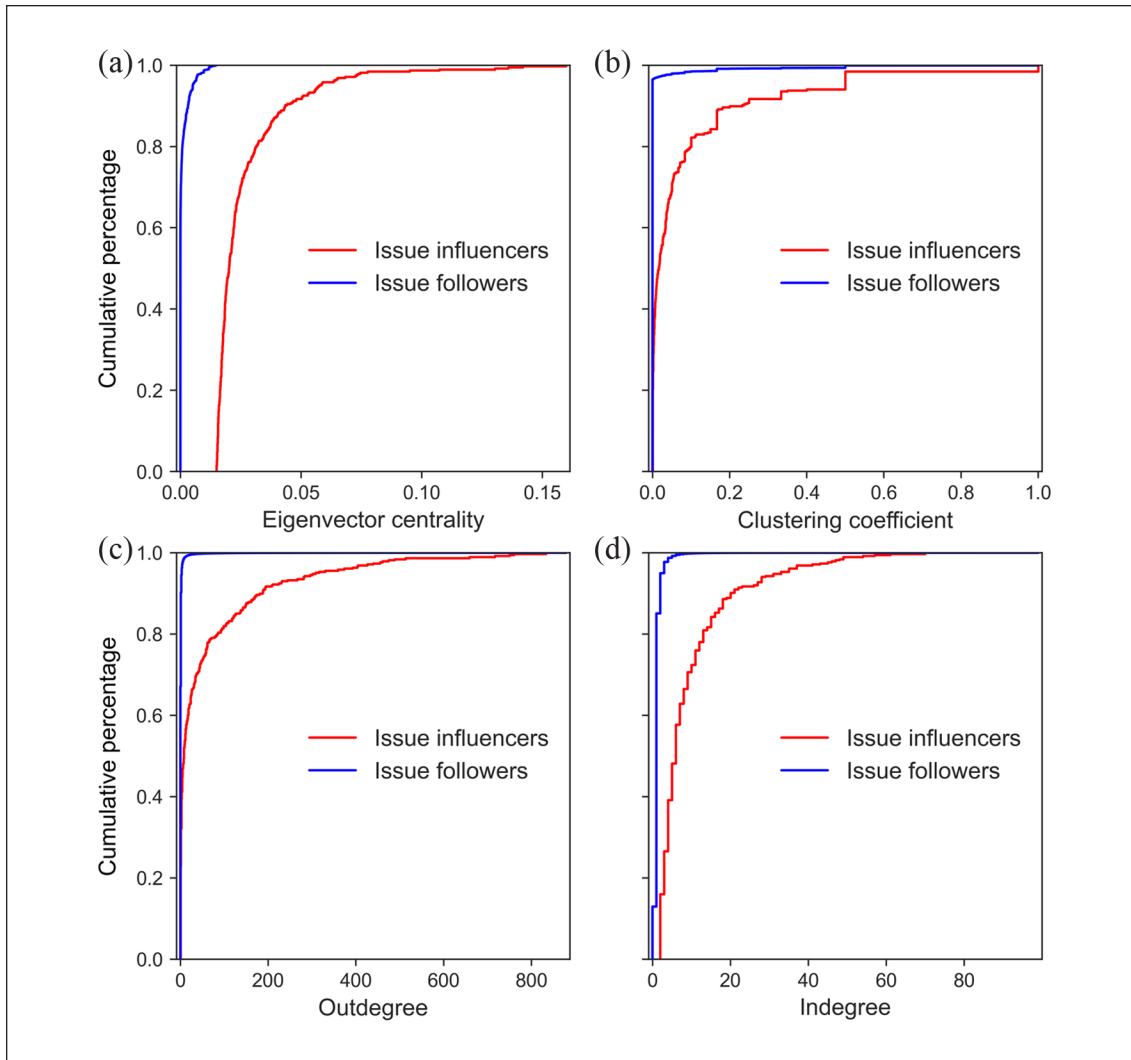 (a)
1.0
0.8
0.6
0.4
0.2
0.0
Cumulative percentage
Issue influencers
Issue followers
0.00 0.05 0.10 0.15
Eigenvector centrality
(b)
Issue influencers
Issue followers
0.0 0.2 0.4 0.6 0.8 1.0
Clustering coefficient
(c)
1.0
0.8
0.6
0.4
0.2
0.0
Cumulative percentage
Issue influencers
Issue followers
0 200 400 600 800
Outdegree
(d)
Issue influencers
Issue followers
0 20 40 60 80
Indegree